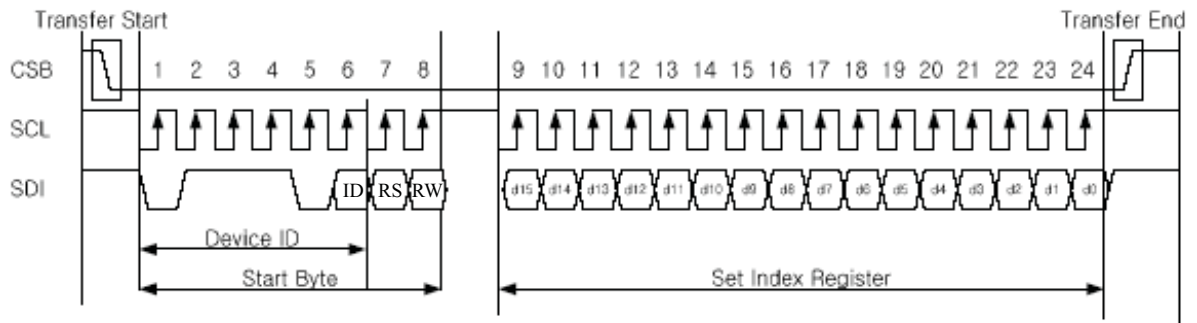 Transfer Start Transfer End
CSB 1 2 3 4 5 6 7 8 9 10 11 12 13 14 15 16 17 18 19 20 21 22 23 24
SCL
SDI ID RS RW d15 d14 d13 d12 d11 d10 d9 d8 d7 d6 d5 d4 d3 d2 d1 d0
Device ID
Start Byte Set Index Register